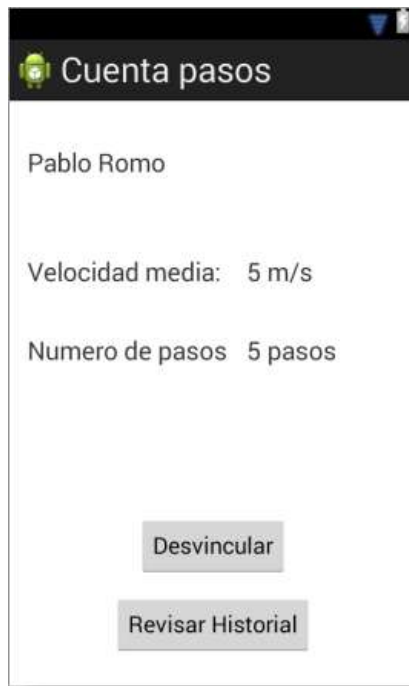 Cuenta pasos
Pablo Romo
Velocidad media: 5 m/s
Numero de pasos 5 pasos
Desvincular
Revisar Historial